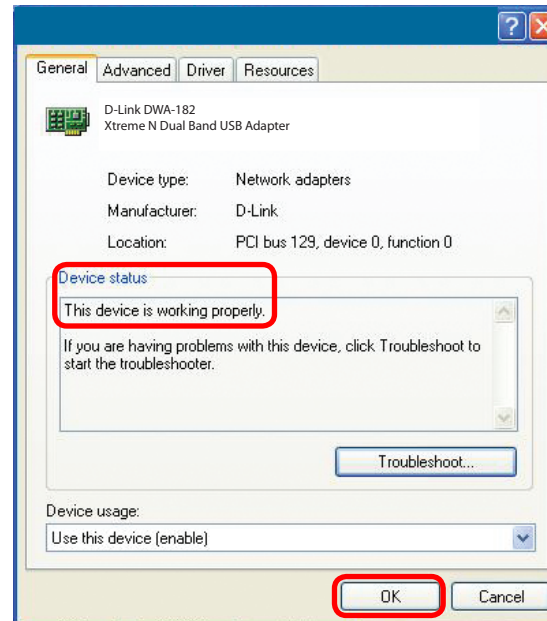 ?
General Advanced Driver Resources
D-Link DWA-182
Xtreme N Dual Band USB Adapter
Device type: Network adapters
Manufacturer: D-Link
Location: PCI bus 129, device 0, function 0
Device status
This device is working properly.
If you are having problems with this device, click Troubleshoot to
start the troubleshooter.
Troubleshoot...
Device usage:
Use this device (enable)
OK Cancel